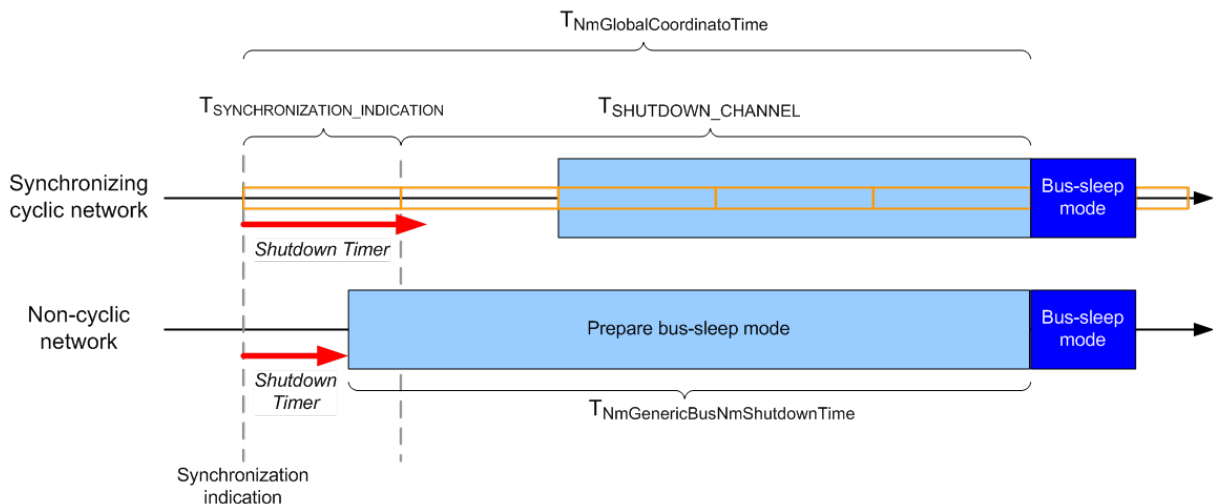 TNmGlobalCoordinatoTime
TSYNCHRONIZATION_INDICATION
TSHUTDOWN_CHANNEL
Synchronizing
cyclic network
Bus-sleep
mode
Shutdown Timer
Non-cyclic
network
Prepare bus-sleep mode
Bus-sleep
mode
Shutdown
Timer
TNmGenericBusNmShutdownTime
Synchronization
indication